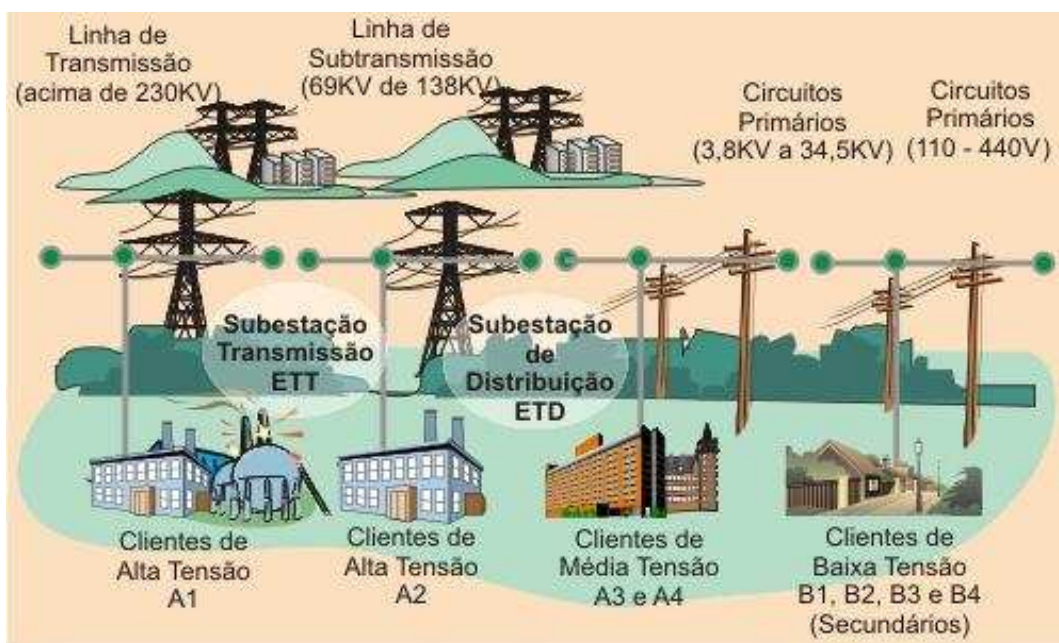 Linha de
Transmissão
(acima de 230KV)
Linha de
Subtransmissão
(69KV de 138KV)
Circuitos
Primários
(3,8KV a 34,5KV)
Circuitos
Primários
(110 - 440V)
Subestação
Transmissão
ETT
Subestação
de
Distribuição
ETD
Clientes de
Alta Tensão
A1
Clientes de
Alta Tensão
A2
Clientes de
Média Tensão
A3 e A4
Clientes de
Baixa Tensão
B1, B2, B3 e B4
(Secundários)